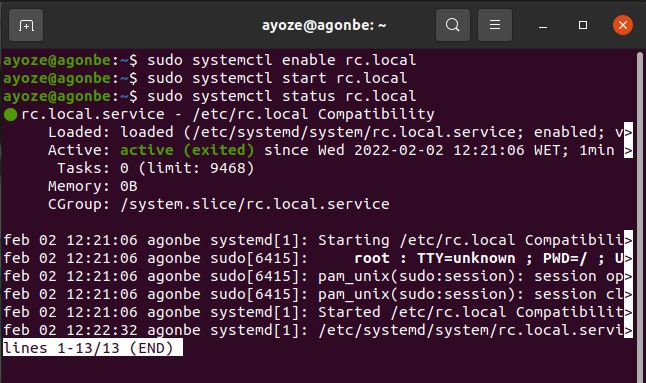 ayoze@agonbe: ~
ayoze@agonbe:~$ sudo systemctl enable rc.local
ayoze@agonbe:~$ sudo systemctl start rc.local
ayoze@agonbe:~$ sudo systemctl status rc.local
● rc.local.service - /etc/rc.local Compatibility
Loaded: loaded (/etc/systemd/system/rc.local.service; enabled; v>
Active: active (exited) since Wed 2022-02-02 12:21:06 WET; 1min >
Tasks: 0 (limit: 9468)
Memory: 0B
CGroup: /system.slice/rc.local.service
feb 02 12:21:06 agonbe systemd[1]: Starting /etc/rc.local Compatibili>
feb 02 12:21:06 agonbe sudo[6415]: root : TTY=unknown ; PWD=/ ; U>
feb 02 12:21:06 agonbe sudo[6415]: pam_unix(sudo:session): session op>
feb 02 12:21:06 agonbe sudo[6415]: pam_unix(sudo:session): session cl>
feb 02 12:21:06 agonbe systemd[1]: Started /etc/rc.local Compatibilit>
feb 02 12:22:32 agonbe systemd[1]: /etc/systemd/system/rc.local.servi>
lines 1-13/13 (END)